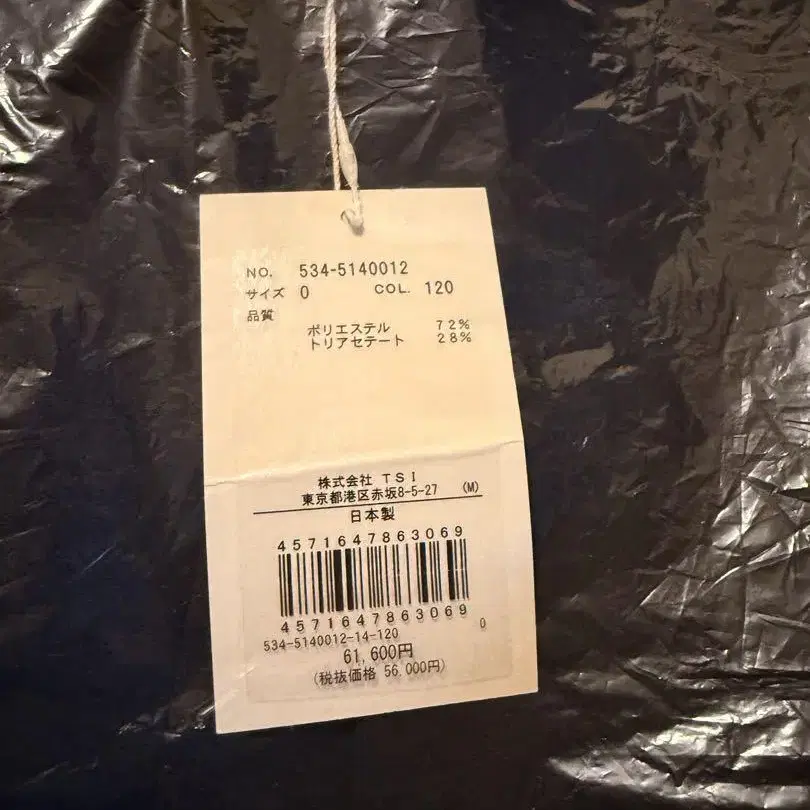 NO. 534-5140012
サイズ 0 COL. 120
品質
ポリエステル 72%
トリアセテート 28%
株式会社 TSI
東京都港区赤坂8-5-27 (M)
日本製
4571647863069
4571647863069
534-5140012-14-120 0
61,600円
(税抜価格 56,000円)